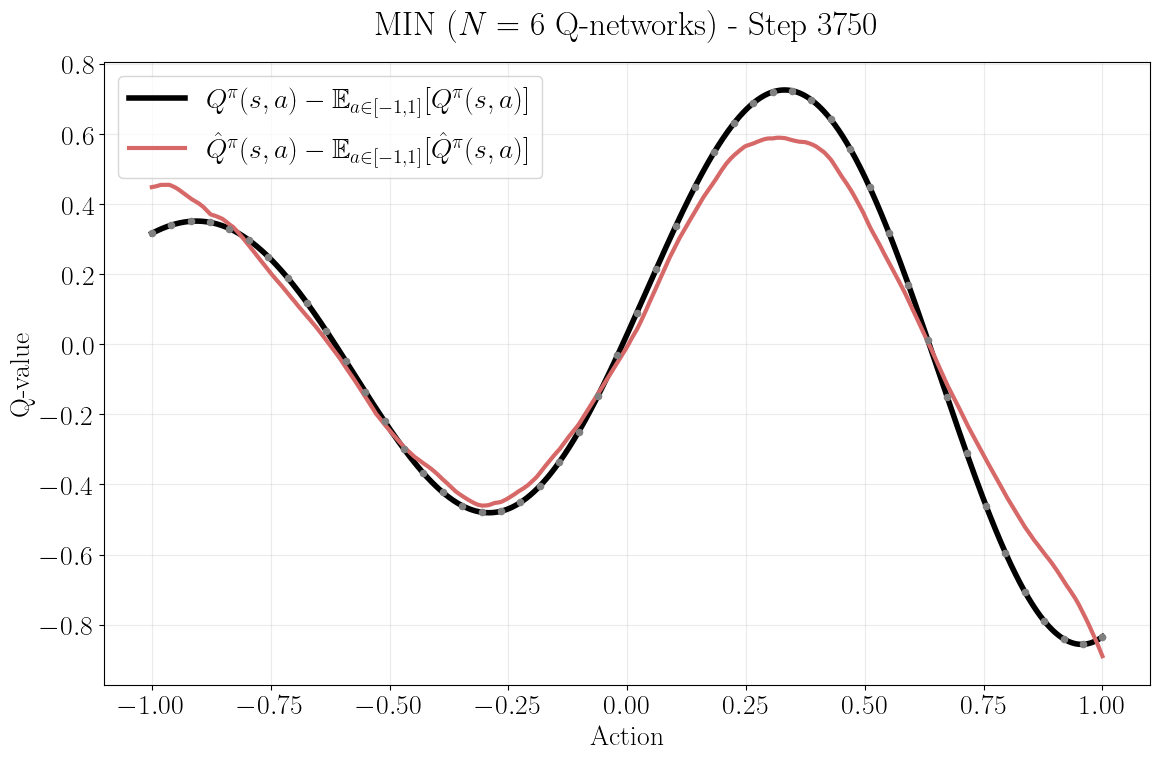 MIN (N = 6 Q-networks) - Step 3750
Q^π(s, a) − 𝔼_{a∈[−1,1]}[Q^π(s, a)]
Q̂^π(s, a) − 𝔼_{a∈[−1,1]}[Q̂^π(s, a)]
Q-value
0.8
0.6
0.4
0.2
0.0
−0.2
−0.4
−0.6
−0.8
−1.00 −0.75 −0.50 −0.25 0.00 0.25 0.50 0.75 1.00
Action